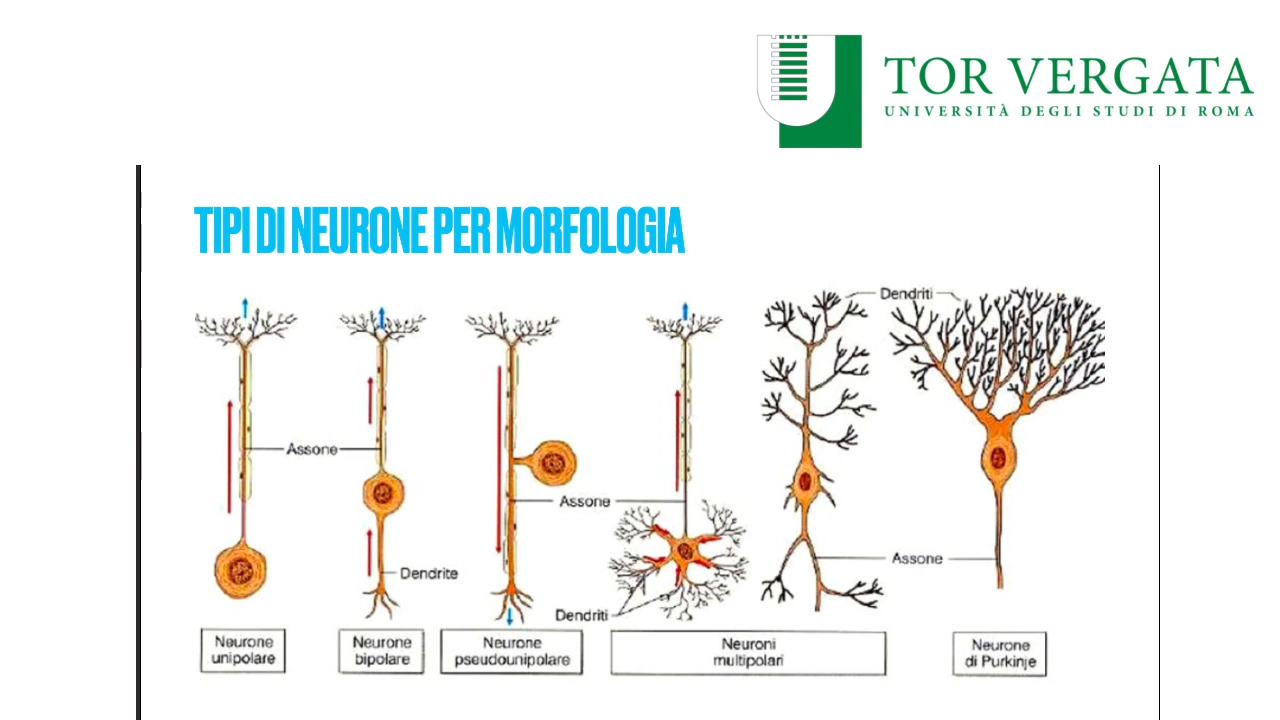 TOR VERGATA
UNIVERSITÀ DEGLI STUDI DI ROMA
TIPI DI NEURONE PER MORFOLOGIA
Dendriti
Assone
Assone
Assone
Dendrite
Dendriti
Neurone
unipolare
Neurone
bipolare
Neurone
pseudounipolare
Neuroni
multipolari
Neurone
di Purkinje